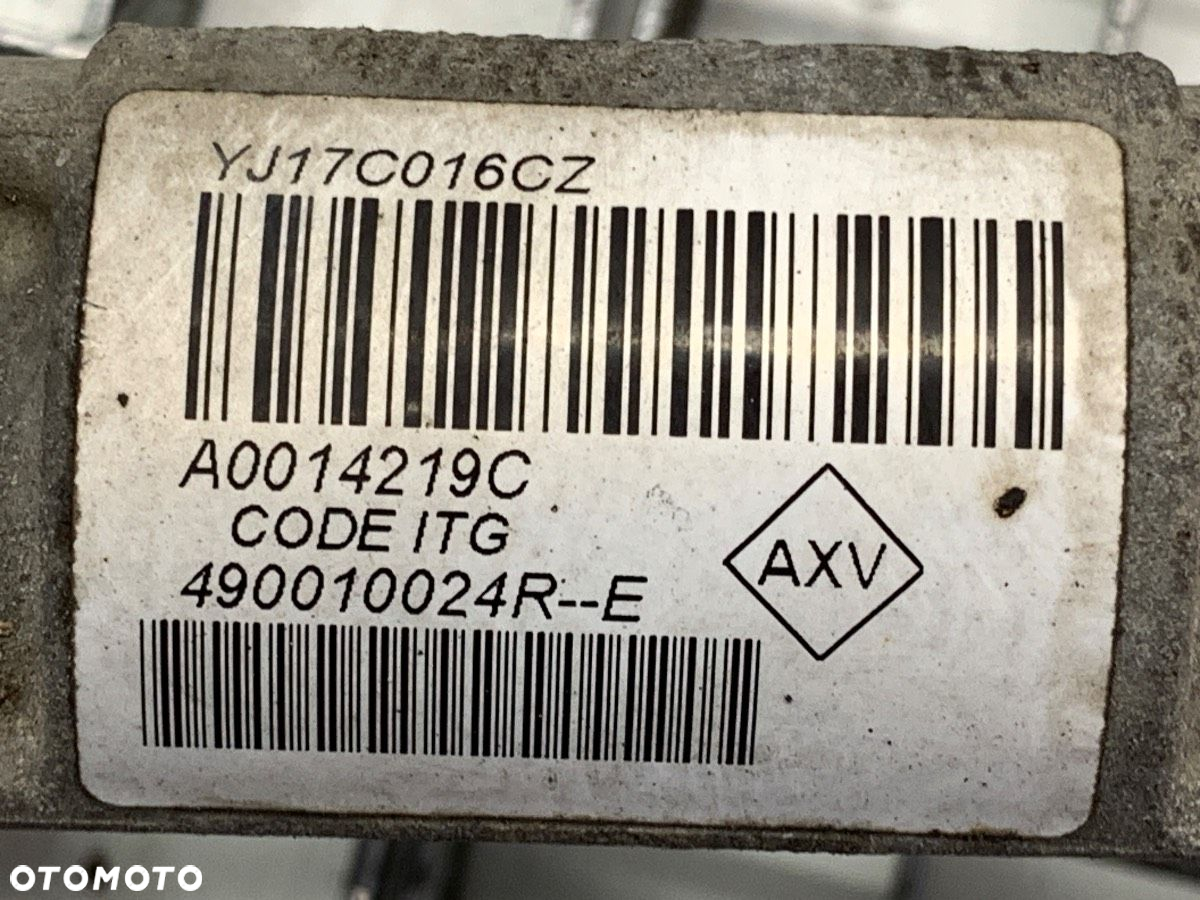 YJ17C016CZ
A0014219C
CODE ITG
490010024R--E
AXV
OTOMOTO